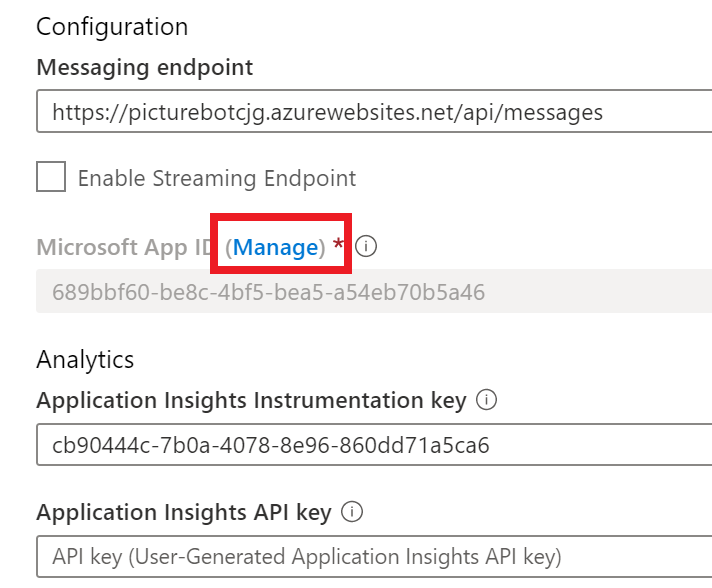 Configuration
Messaging endpoint
https://picturebotcjg.azurewebsites.net/api/messages
Enable Streaming Endpoint
Microsoft App ID (Manage) *
689bbf60-be8c-4bf5-bea5-a54eb70b5a46
Analytics
Application Insights Instrumentation key
cb90444c-7b0a-4078-8e96-860dd71a5ca6
Application Insights API key
API key (User-Generated Application Insights API key)